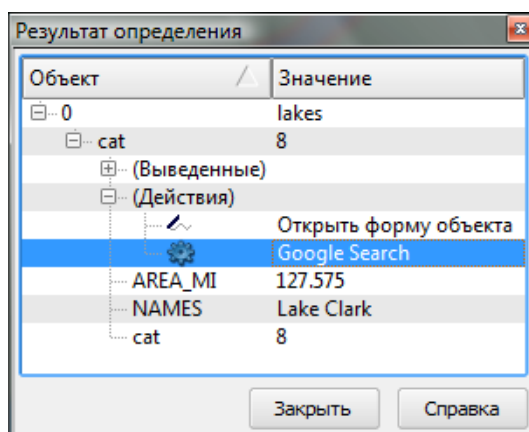 Результат определения
Объект Значение
0 lakes
cat 8
(Выведенные)
(Действия)
Открыть форму объекта
Google Search
AREA_MI 127.575
NAMES Lake Clark
cat 8
Закрыть Справка